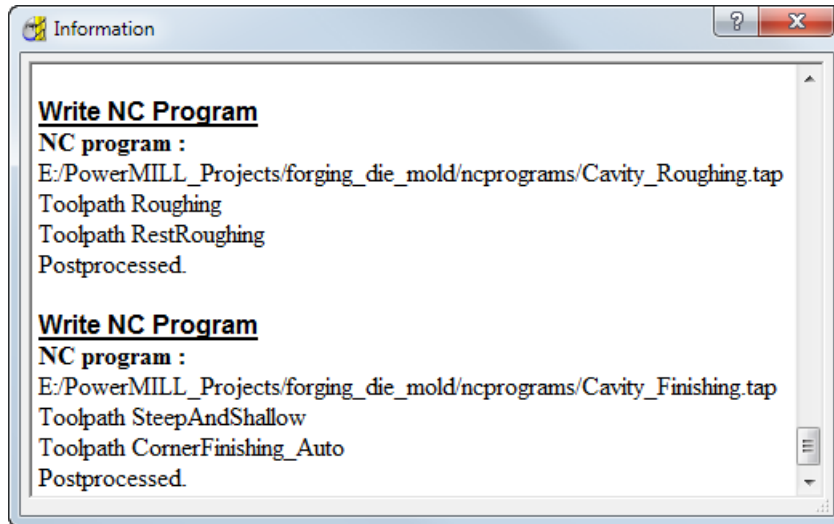 Information
Write NC Program
NC program :
E:/PowerMILL_Projects/forging_die_mold/ncprograms/Cavity_Roughing.tap
Toolpath Roughing
Toolpath RestRoughing
Postprocessed.
Write NC Program
NC program :
E:/PowerMILL_Projects/forging_die_mold/ncprograms/Cavity_Finishing.tap
Toolpath SteepAndShallow
Toolpath CornerFinishing_Auto
Postprocessed.